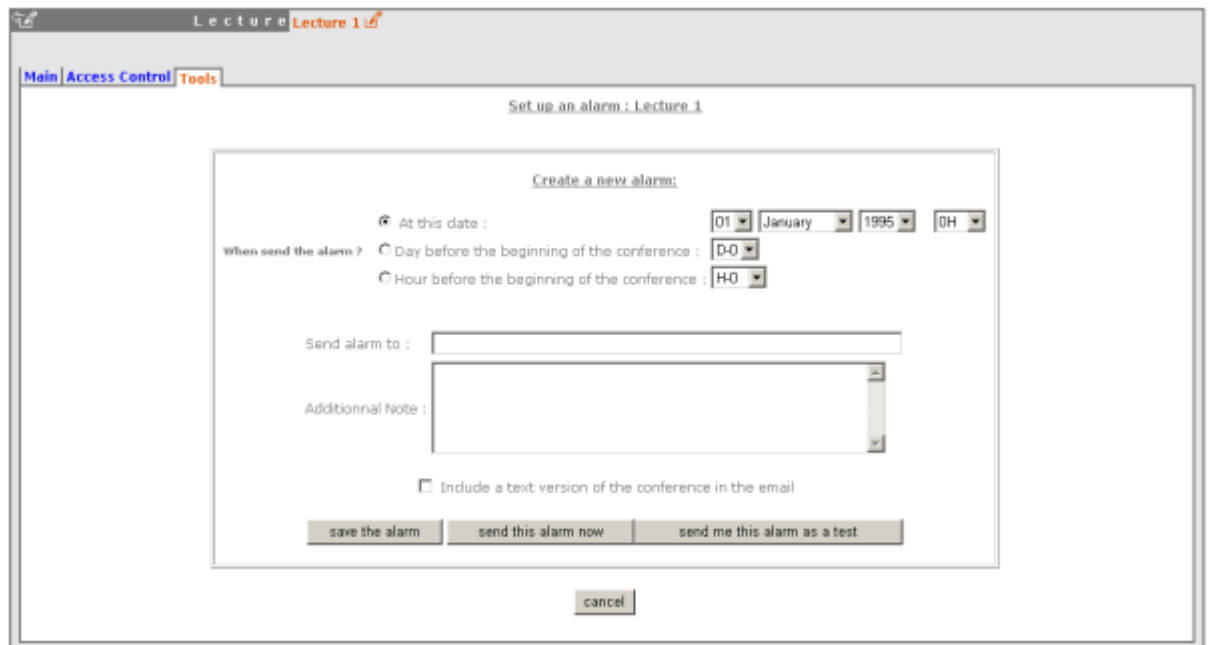 Lecture Lecture 1
Main Access Control Tools
Set up an alarm : Lecture 1
Create a new alarm:
At this date : 01 January 1995 0H
When send the alarm ? Day before the beginning of the conference : D-0
Hour before the beginning of the conference : H-0
Send alarm to :
Additionnal Note :
Include a text version of the conference in the email
save the alarm send this alarm now send me this alarm as a test
cancel